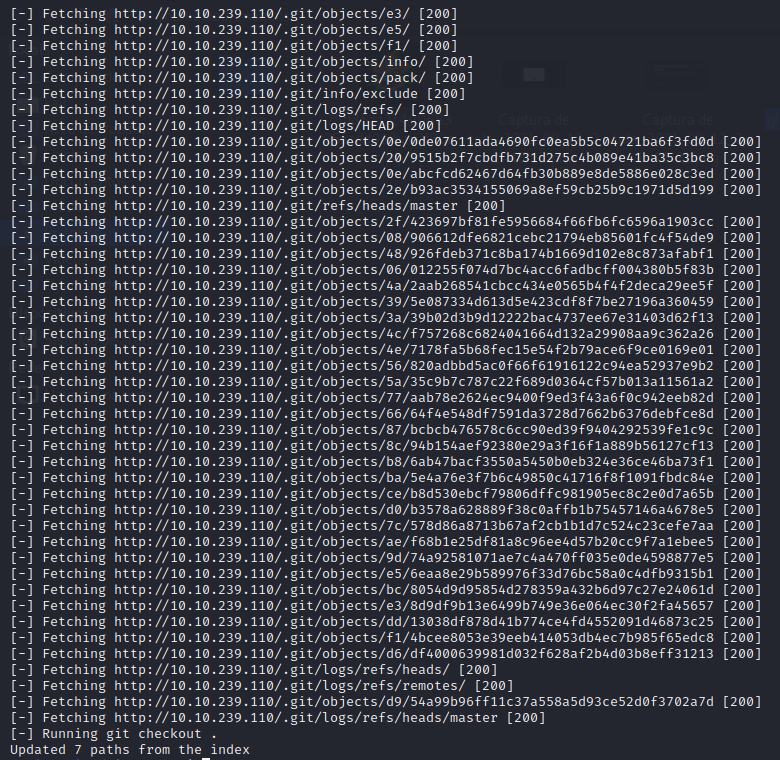 [-] Fetching http://10.10.239.110/.git/objects/e3/ [200]
[-] Fetching http://10.10.239.110/.git/objects/e5/ [200]
[-] Fetching http://10.10.239.110/.git/objects/f1/ [200]
[-] Fetching http://10.10.239.110/.git/objects/info/ [200]
[-] Fetching http://10.10.239.110/.git/objects/pack/ [200]
[-] Fetching http://10.10.239.110/.git/info/exclude [200]
[-] Fetching http://10.10.239.110/.git/logs/refs/ [200]
[-] Fetching http://10.10.239.110/.git/logs/HEAD [200]
[-] Fetching http://10.10.239.110/.git/objects/0e/0de07611ada4690fc0ea5b5c04721ba6f3fd0d [200]
[-] Fetching http://10.10.239.110/.git/objects/20/9515b2f7cbdfb731d275c4b089e41ba35c3bc8 [200]
[-] Fetching http://10.10.239.110/.git/objects/0e/abcfcd62467d64fb30b889e8de5886e028c3ed [200]
[-] Fetching http://10.10.239.110/.git/objects/2e/b93ac3534155069a8ef59cb25b9c1971d5d199 [200]
[-] Fetching http://10.10.239.110/.git/refs/heads/master [200]
[-] Fetching http://10.10.239.110/.git/objects/2f/423697bf81fe5956684f66fb6fc6596a1903cc [200]
[-] Fetching http://10.10.239.110/.git/objects/08/906612dfe6821cebc21794eb85601fc4f54de9 [200]
[-] Fetching http://10.10.239.110/.git/objects/48/926fdeb371c8ba174b1669d102e8c873afabf1 [200]
[-] Fetching http://10.10.239.110/.git/objects/06/012255f074d7bc4acc6fadbcff004380b5f83b [200]
[-] Fetching http://10.10.239.110/.git/objects/4a/2aab268541cbcc434e0565b4f4f2deca29ee5f [200]
[-] Fetching http://10.10.239.110/.git/objects/39/5e087334d613d5e423cdf8f7be27196a360459 [200]
[-] Fetching http://10.10.239.110/.git/objects/3a/39b02d3b9d12222bac4737ee67e31403d62f13 [200]
[-] Fetching http://10.10.239.110/.git/objects/4c/f757268c6824041664d132a29908aa9c362a26 [200]
[-] Fetching http://10.10.239.110/.git/objects/4e/7178fa5b68fec15e54f2b79ace6f9ce0169e01 [200]
[-] Fetching http://10.10.239.110/.git/objects/56/820adbbd5ac0f66f61916122c94ea52937e9b2 [200]
[-] Fetching http://10.10.239.110/.git/objects/5a/35c9b7c787c22f689d0364cf57b013a11561a2 [200]
[-] Fetching http://10.10.239.110/.git/objects/77/aab78e2624ec9400f9ed3f43a6f0c942eeb82d [200]
[-] Fetching http://10.10.239.110/.git/objects/66/64f4e548df7591da3728d7662b6376debfce8d [200]
[-] Fetching http://10.10.239.110/.git/objects/87/bcbcb476578c6cc90ed39f9404292539fe1c9c [200]
[-] Fetching http://10.10.239.110/.git/objects/8c/94b154aef92380e29a3f16f1a889b56127cf13 [200]
[-] Fetching http://10.10.239.110/.git/objects/b8/6ab47bacf3550a5450b0eb324e36ce46ba73f1 [200]
[-] Fetching http://10.10.239.110/.git/objects/ba/5e4a76e3f7b6c49850c41716f8f1091fbdc84e [200]
[-] Fetching http://10.10.239.110/.git/objects/ce/b8d530ebcf79806dffc981905ec8c2e0d7a65b [200]
[-] Fetching http://10.10.239.110/.git/objects/d0/b3578a628889f38c0affb1b75457146a4678e5 [200]
[-] Fetching http://10.10.239.110/.git/objects/7c/578d86a8713b67af2cb1b1d7c524c23cefe7aa [200]
[-] Fetching http://10.10.239.110/.git/objects/ae/f68b1e25df81a8c96ee4d57b20cc9f7a1ebee5 [200]
[-] Fetching http://10.10.239.110/.git/objects/9d/74a92581071ae7c4a470ff035e0de4598877e5 [200]
[-] Fetching http://10.10.239.110/.git/objects/e5/6eaa8e29b589976f33d76bc58a0c4dfb9315b1 [200]
[-] Fetching http://10.10.239.110/.git/objects/bc/8054d9d95854d278359a432b6d97c27e24061d [200]
[-] Fetching http://10.10.239.110/.git/objects/e3/8d9df9b13e6499b749e36e064ec30f2fa45657 [200]
[-] Fetching http://10.10.239.110/.git/objects/dd/13038df878d41b774ce4fd4552091d46873c25 [200]
[-] Fetching http://10.10.239.110/.git/objects/f1/4bcee8053e39eeb414053db4ec7b985f65edc8 [200]
[-] Fetching http://10.10.239.110/.git/objects/d6/df4000639981d032f628af2b4d03b8eff31213 [200]
[-] Fetching http://10.10.239.110/.git/logs/refs/heads/ [200]
[-] Fetching http://10.10.239.110/.git/logs/refs/remotes/ [200]
[-] Fetching http://10.10.239.110/.git/objects/d9/54a99b96ff11c37a558a5d93ce52d0f3702a7d [200]
[-] Fetching http://10.10.239.110/.git/logs/refs/heads/master [200]
[-] Running git checkout .
Updated 7 paths from the index